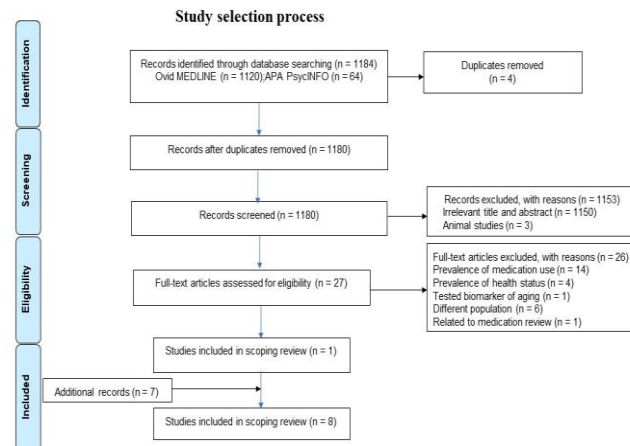 Study selection process
Identification
Records identified through database searching (n = 1184)
Ovid MEDLINE (n = 1120);APA PsycINFO (n = 64)
Duplicates removed
(n = 4)
Screening
Records after duplicates removed (n = 1180)
Records screened (n = 1180)
Records excluded, with reasons (n = 1153)
Irrelevant title and abstract (n = 1150)
Animal studies (n = 3)
Eligibility
Full-text articles assessed for eligibility (n = 27)
Full-text articles excluded, with reasons (n = 26)
Prevalence of medication use (n = 14)
Prevalence of health status (n = 4)
Tested biomarker of aging (n = 1)
Different population (n = 6)
Related to medication review (n = 1)
Studies included in scoping review (n = 1)
Included
Additional records (n = 7)
Studies included in scoping review (n = 8)